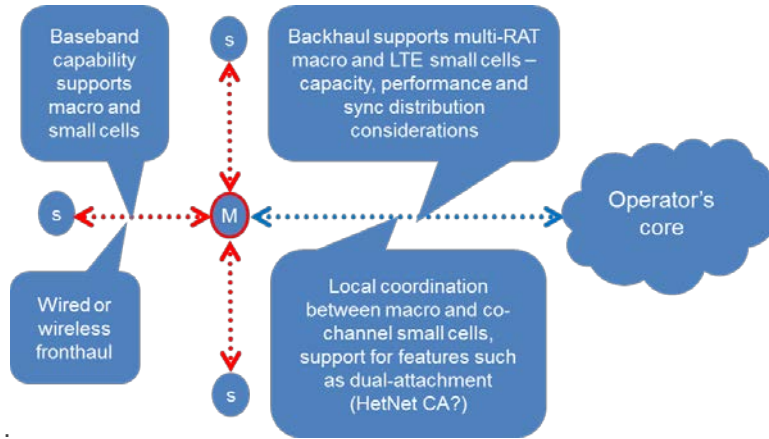 Baseband
capability
supports
macro and
small cells
s
Backhaul supports multi-RAT
macro and LTE small cells –
capacity, performance and
sync distribution
considerations
s
M
Operator's
core
Wired or
wireless
fronthaul
Local coordination
between macro and co-
channel small cells,
support for features such
as dual-attachment
(HetNet CA?)
s
.